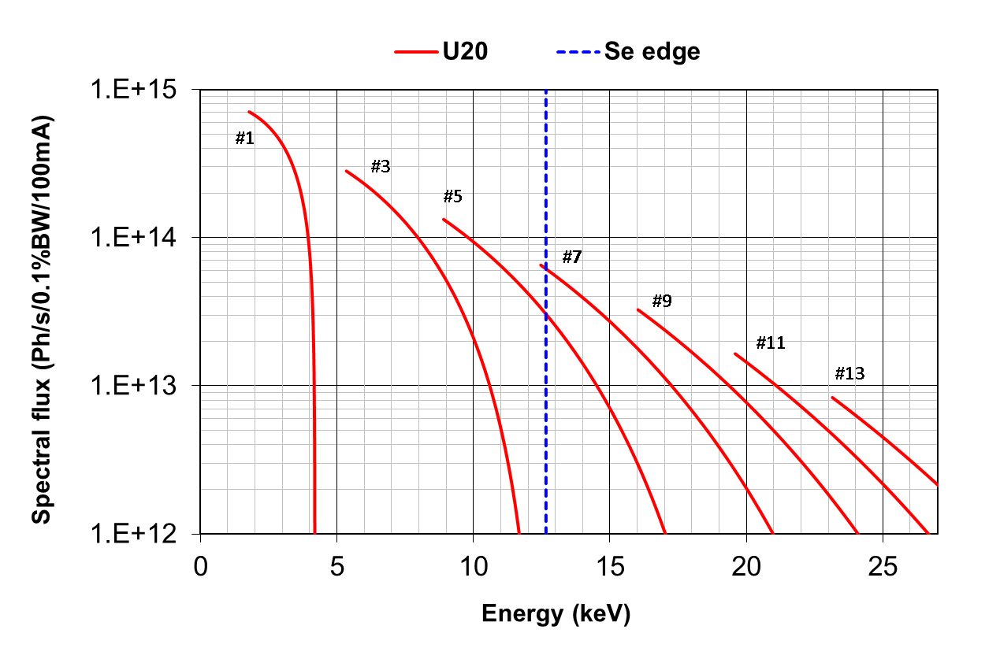 U20 Se edge
1.E+15
1.E+14
1.E+13
1.E+12
Spectral flux (Ph/s/0.1%BW/100mA)
#1
#3
#5
#7
#9
#11
#13
0 5 10 15 20 25
Energy (keV)